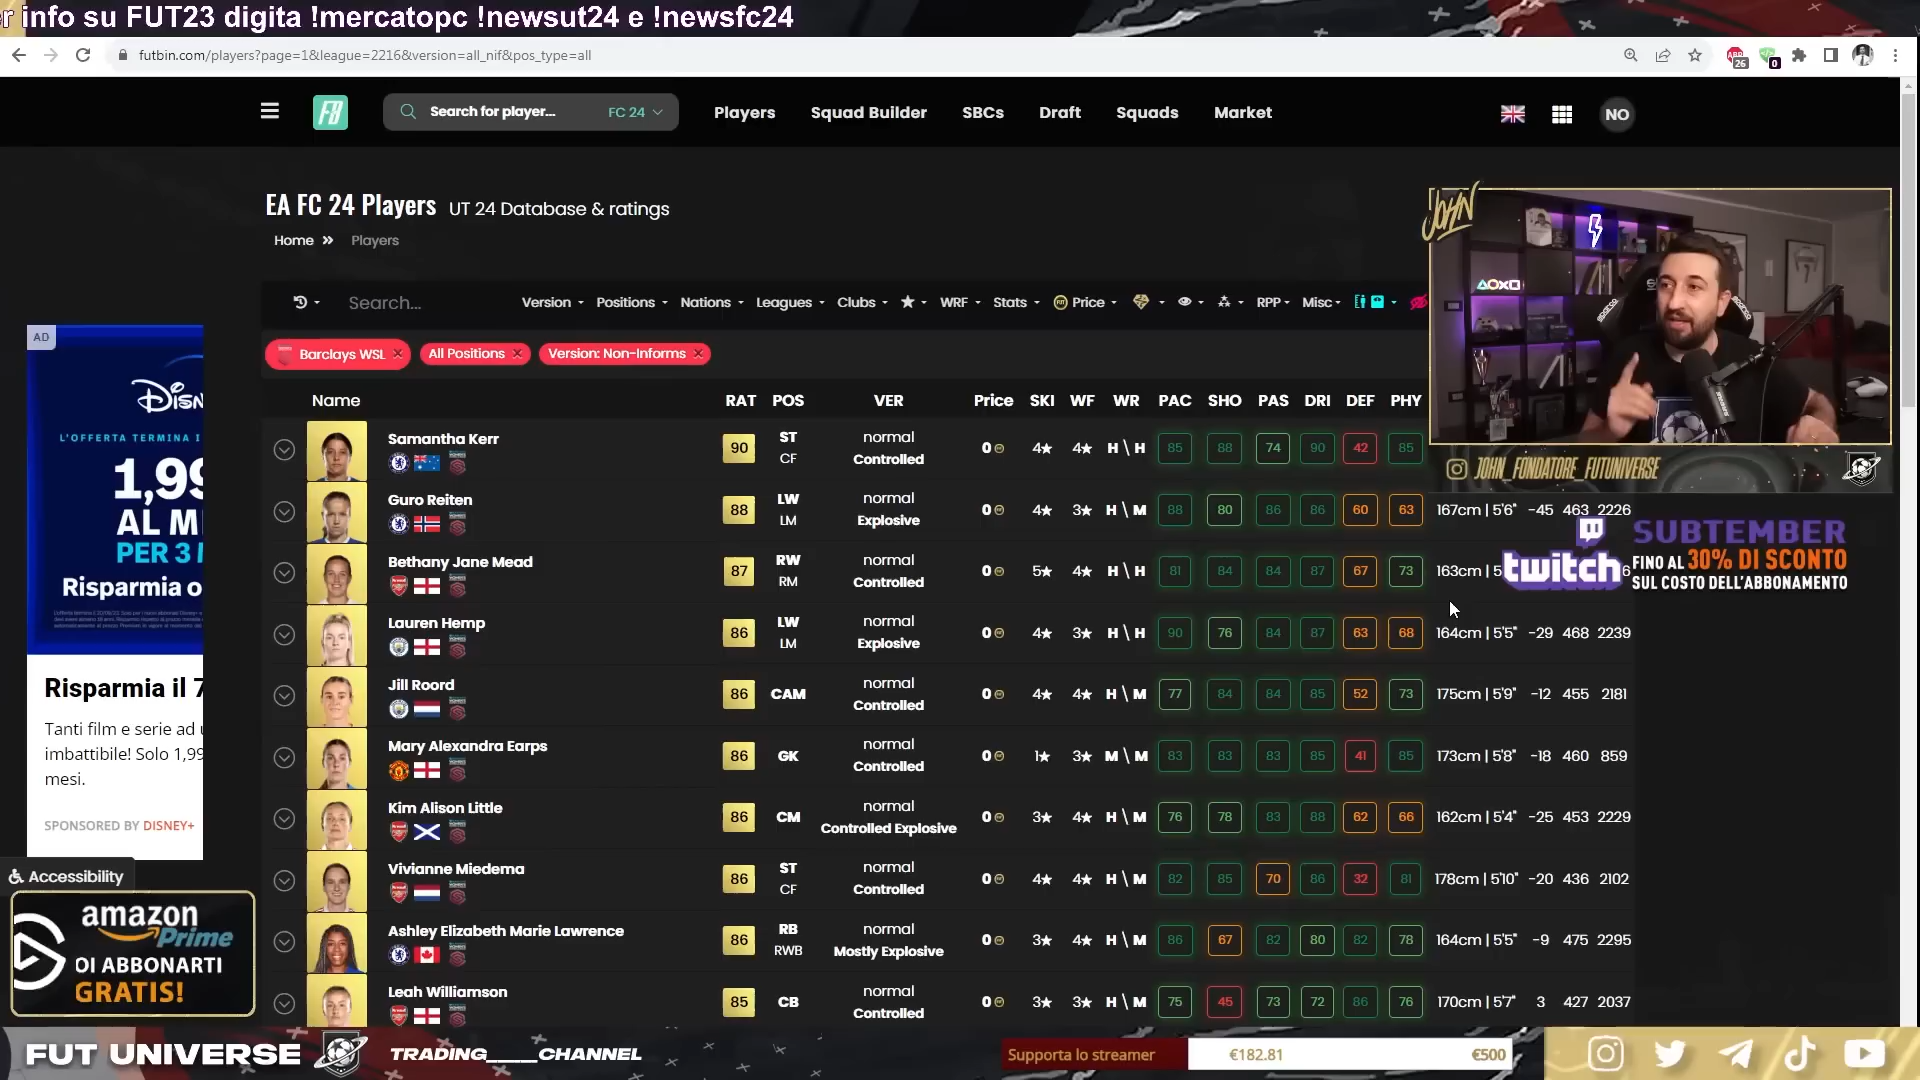 r info su FUT23 digita !mercatopc !newsut24 e !newsfc24
futbin.com/players?page=1&league=2216&version=all_nif&pos_type=all
26
0
FB
Search for player...
FC 24
Players
Squad Builder
SBCs
Draft
Squads
Market
NO
EA FC 24 Players UT 24 Database & ratings
Home » Players
Search...
Version Positions Nations Leagues Clubs WRF Stats Price RPP Misc
Barclays WSL × All Positions × Version: Non-Informs ×
Name RAT POS VER Price SKI WF WR PAC SHO PAS DRI DEF PHY
Samantha Kerr 90 ST CF normal Controlled 0 4★ 4★ H \ H 85 88 74 90 42 85
Guro Reiten 88 LW LM normal Explosive 0 4★ 3★ H \ M 88 80 86 86 60 63 167cm | 5'6" -45 463 2226
Bethany Jane Mead 87 RW RM normal Controlled 0 5★ 4★ H \ H 81 84 84 87 67 73 163cm | 5 6
Lauren Hemp 86 LW LM normal Explosive 0 4★ 3★ H \ H 90 76 84 87 63 68 164cm | 5'5" -29 468 2239
Jill Roord 86 CAM normal Controlled 0 4★ 4★ H \ M 77 84 84 85 52 73 175cm | 5'9" -12 455 2181
Mary Alexandra Earps 86 GK normal Controlled 0 1★ 3★ M \ M 83 83 83 85 41 85 173cm | 5'8" -18 460 859
Kim Alison Little 86 CM normal Controlled Explosive 0 3★ 4★ H \ M 76 78 83 88 62 66 162cm | 5'4" -25 453 2229
Vivianne Miedema 86 ST CF normal Controlled 0 4★ 4★ H \ M 82 85 70 86 32 81 178cm | 5'10" -20 436 2102
Ashley Elizabeth Marie Lawrence 86 RB RWB normal Mostly Explosive 0 3★ 4★ H \ M 86 67 82 80 82 78 164cm | 5'5" -9 475 2295
Leah Williamson 85 CB normal Controlled 0 3★ 3★ H \ M 75 45 73 72 86 76 170cm | 5'7" 3 427 2037
JOHN
JOHN_FONDATORE_FUTUNIVERSE
twitch
SUBTEMBER
FINO AL 30% DI SCONTO
SUL COSTO DELL'ABBONAMENTO
AD
Disn
L'OFFERTA TERMINA I
1,99
AL M
PER 3 M
Risparmia o
Risparmia il 7
Tanti film e serie ad u
imbattibile! Solo 1,99
mesi.
SPONSORED BY DISNEY+
Accessibility
amazon
Prime
OI ABBONARTI
GRATIS!
FUT UNIVERSE
TRADING____CHANNEL
Supporta lo streamer
€182.81
€500